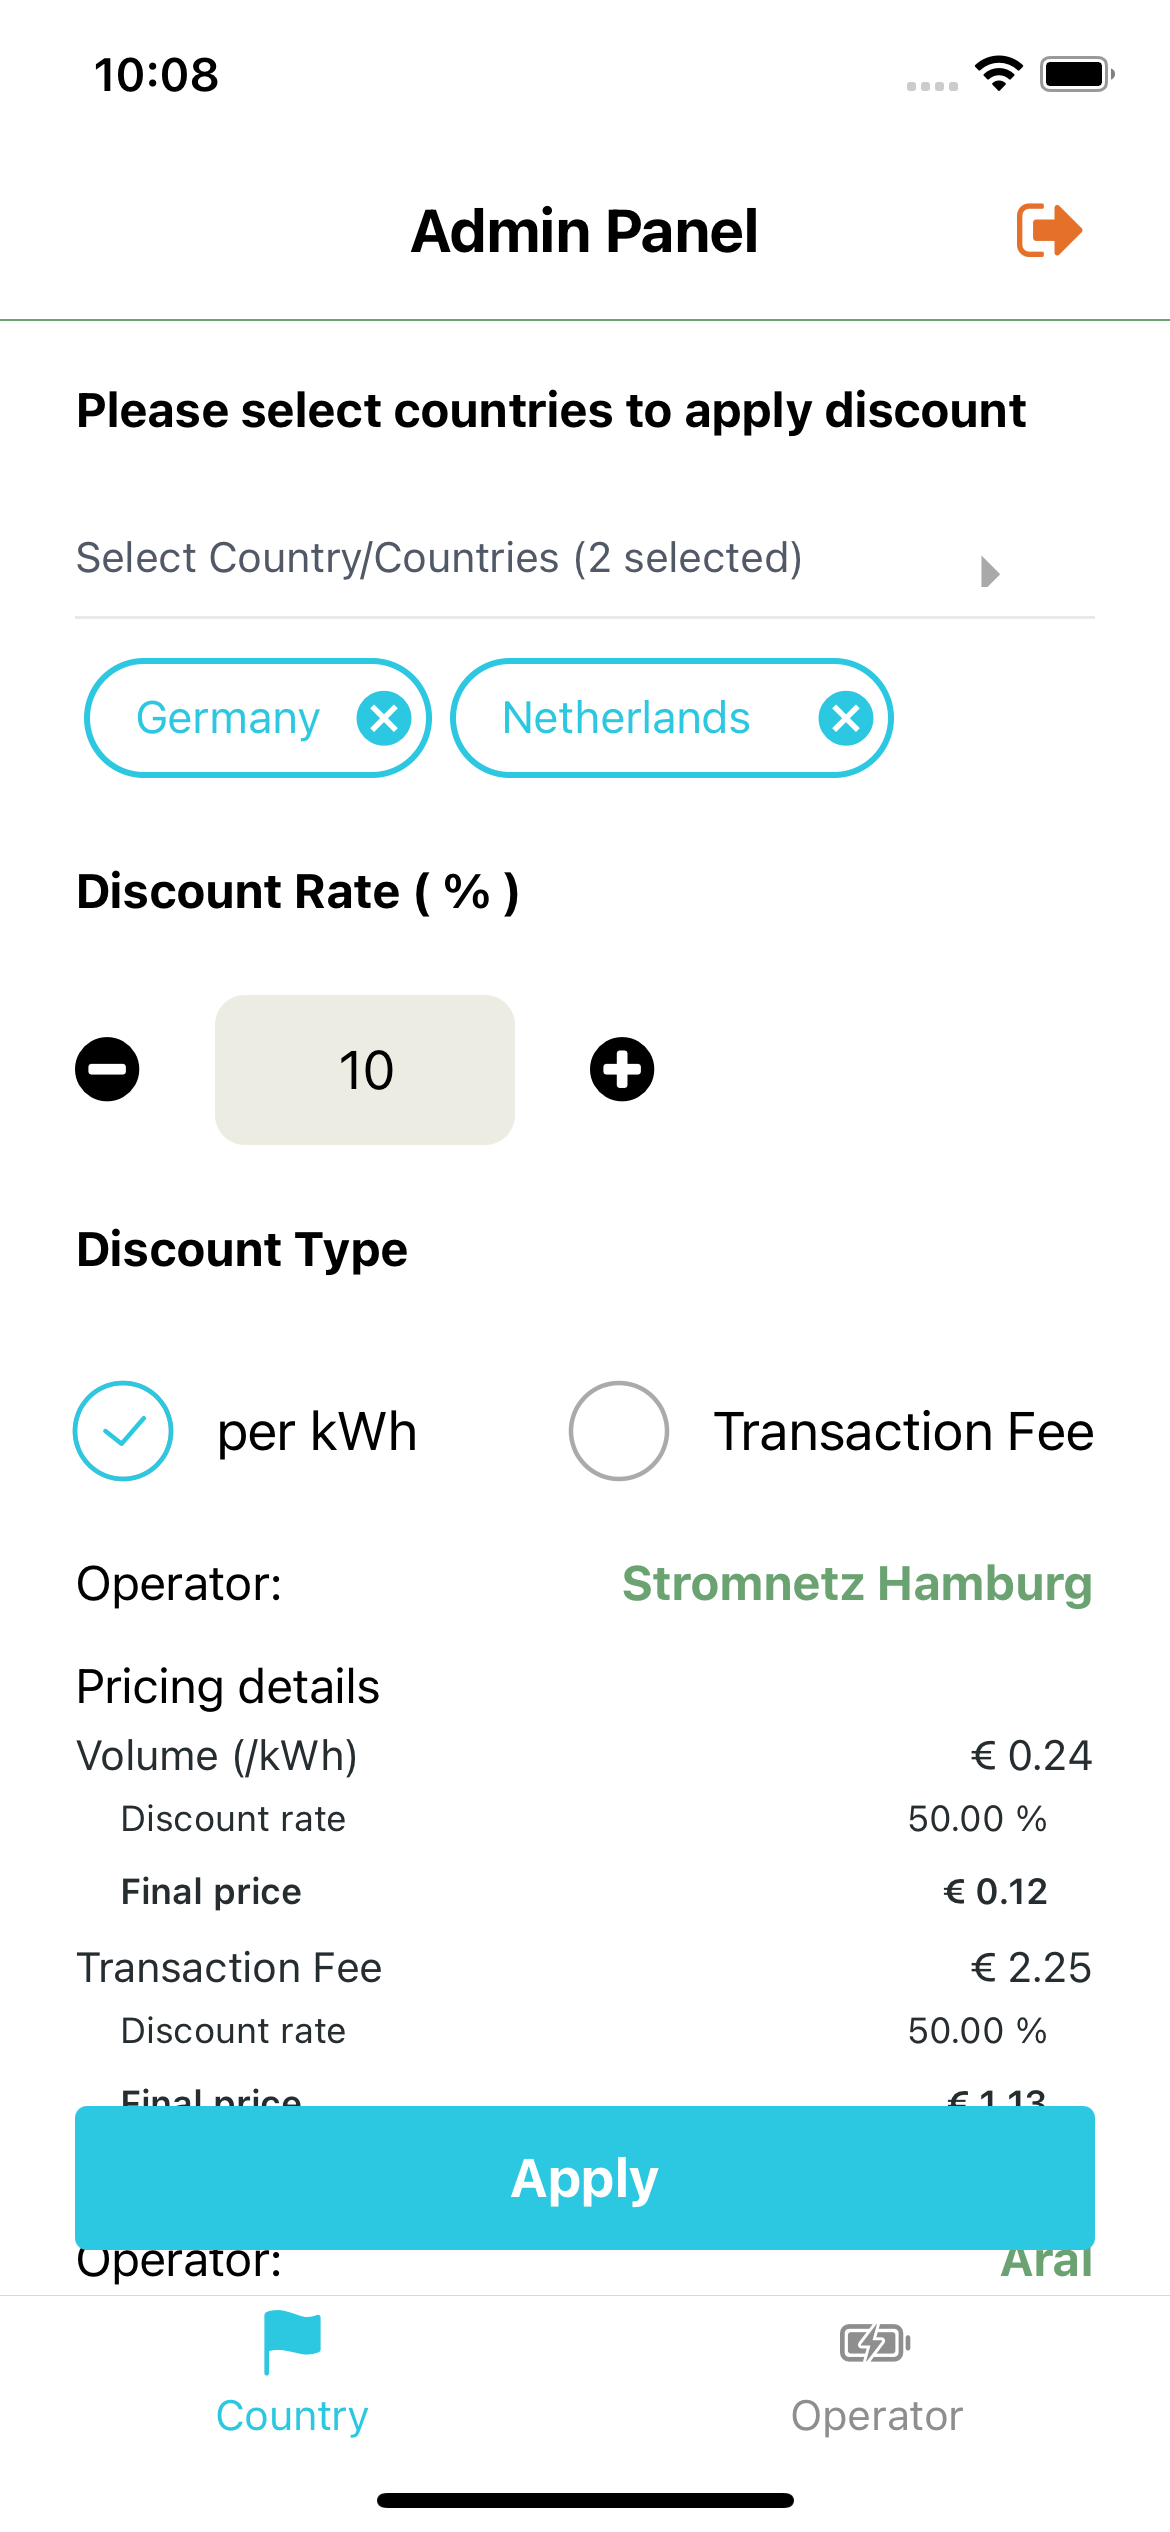 10:08
Admin Panel
Please select countries to apply discount
Select Country/Countries (2 selected)
Germany
Netherlands
Discount Rate ( % )
10
Discount Type
per kWh
Transaction Fee
Operator: Stromnetz Hamburg
Pricing details
Volume (/kWh) € 0.24
Discount rate 50.00 %
Final price € 0.12
Transaction Fee € 2.25
Discount rate 50.00 %
Final price € 1.13
Apply
Operator: Aral
Country
Operator